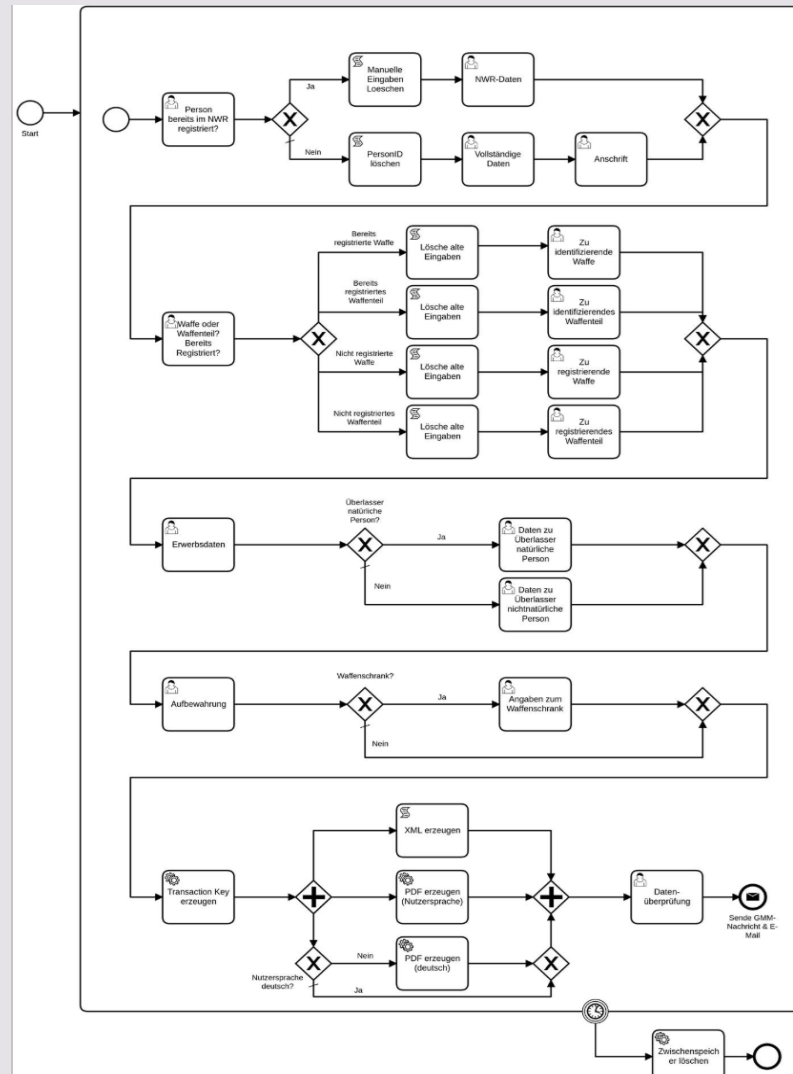 Start
Person
bereits im NWR
registriert?
Ja
Manuelle
Eingaben
Loeschen
NWR-Daten
Nein
PersonID
löschen
Vollständige
Daten
Anschrift
Waffe oder
Waffenteil?
Bereits
Registriert?
Bereits
registrierte Waffe
Lösche alte
Eingaben
Zu
identifizierende
Waffe
Bereits
registriertes
Waffenteil
Lösche alte
Eingaben
Zu
identifizierendes
Waffenteil
Nicht registrierte
Waffe
Lösche alte
Eingaben
Zu
registrierende
Waffe
Nicht registriertes
Waffenteil
Lösche alte
Eingaben
Zu
registrierendes
Waffenteil
Erwerbsdaten
Überlasser
natürliche
Person?
Ja
Daten zu
Überlasser
natürliche
Person
Nein
Daten zu
Überlasser
nichtnatürliche
Person
Aufbewahrung
Waffenschrank?
Ja
Angaben zum
Waffenschrank
Nein
Transaction Key
erzeugen
XML erzeugen
PDF erzeugen
(Nutzersprache)
Nutzersprache
deutsch?
Nein
PDF erzeugen
(deutsch)
Ja
Daten-
überprüfung
Sende GMM-
Nachricht & E-
Mail
Zwischenspeich
er löschen